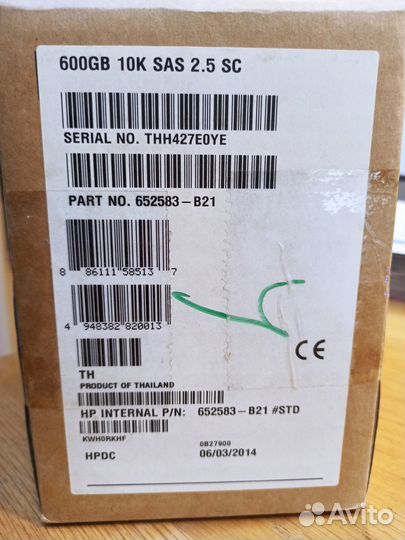 600GB 10K SAS 2.5 SC
SERIAL NO. THH427E0YE
PART NO. 652583-B21
8 86111 58513 7
4 948382 820013
CE
TH
PRODUCT OF THAILAND
HP INTERNAL P/N: 652583-B21 #STD
KWH0RKHF 0B27900
HPDC 06/03/2014
Avito